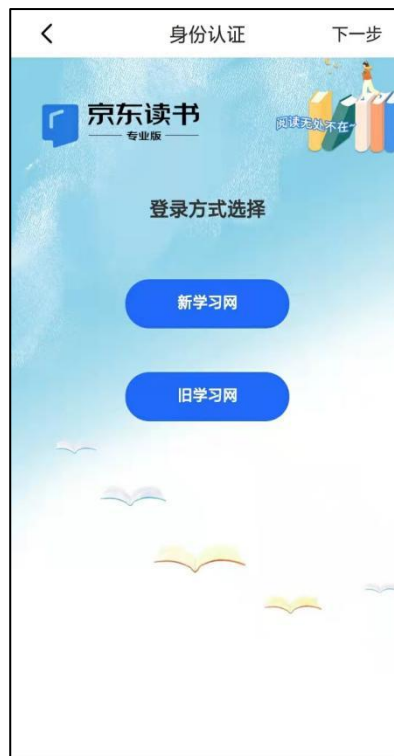 身份认证
下一步
京东读书
专业版
阅读无处不在~
登录方式选择
新学习网
旧学习网